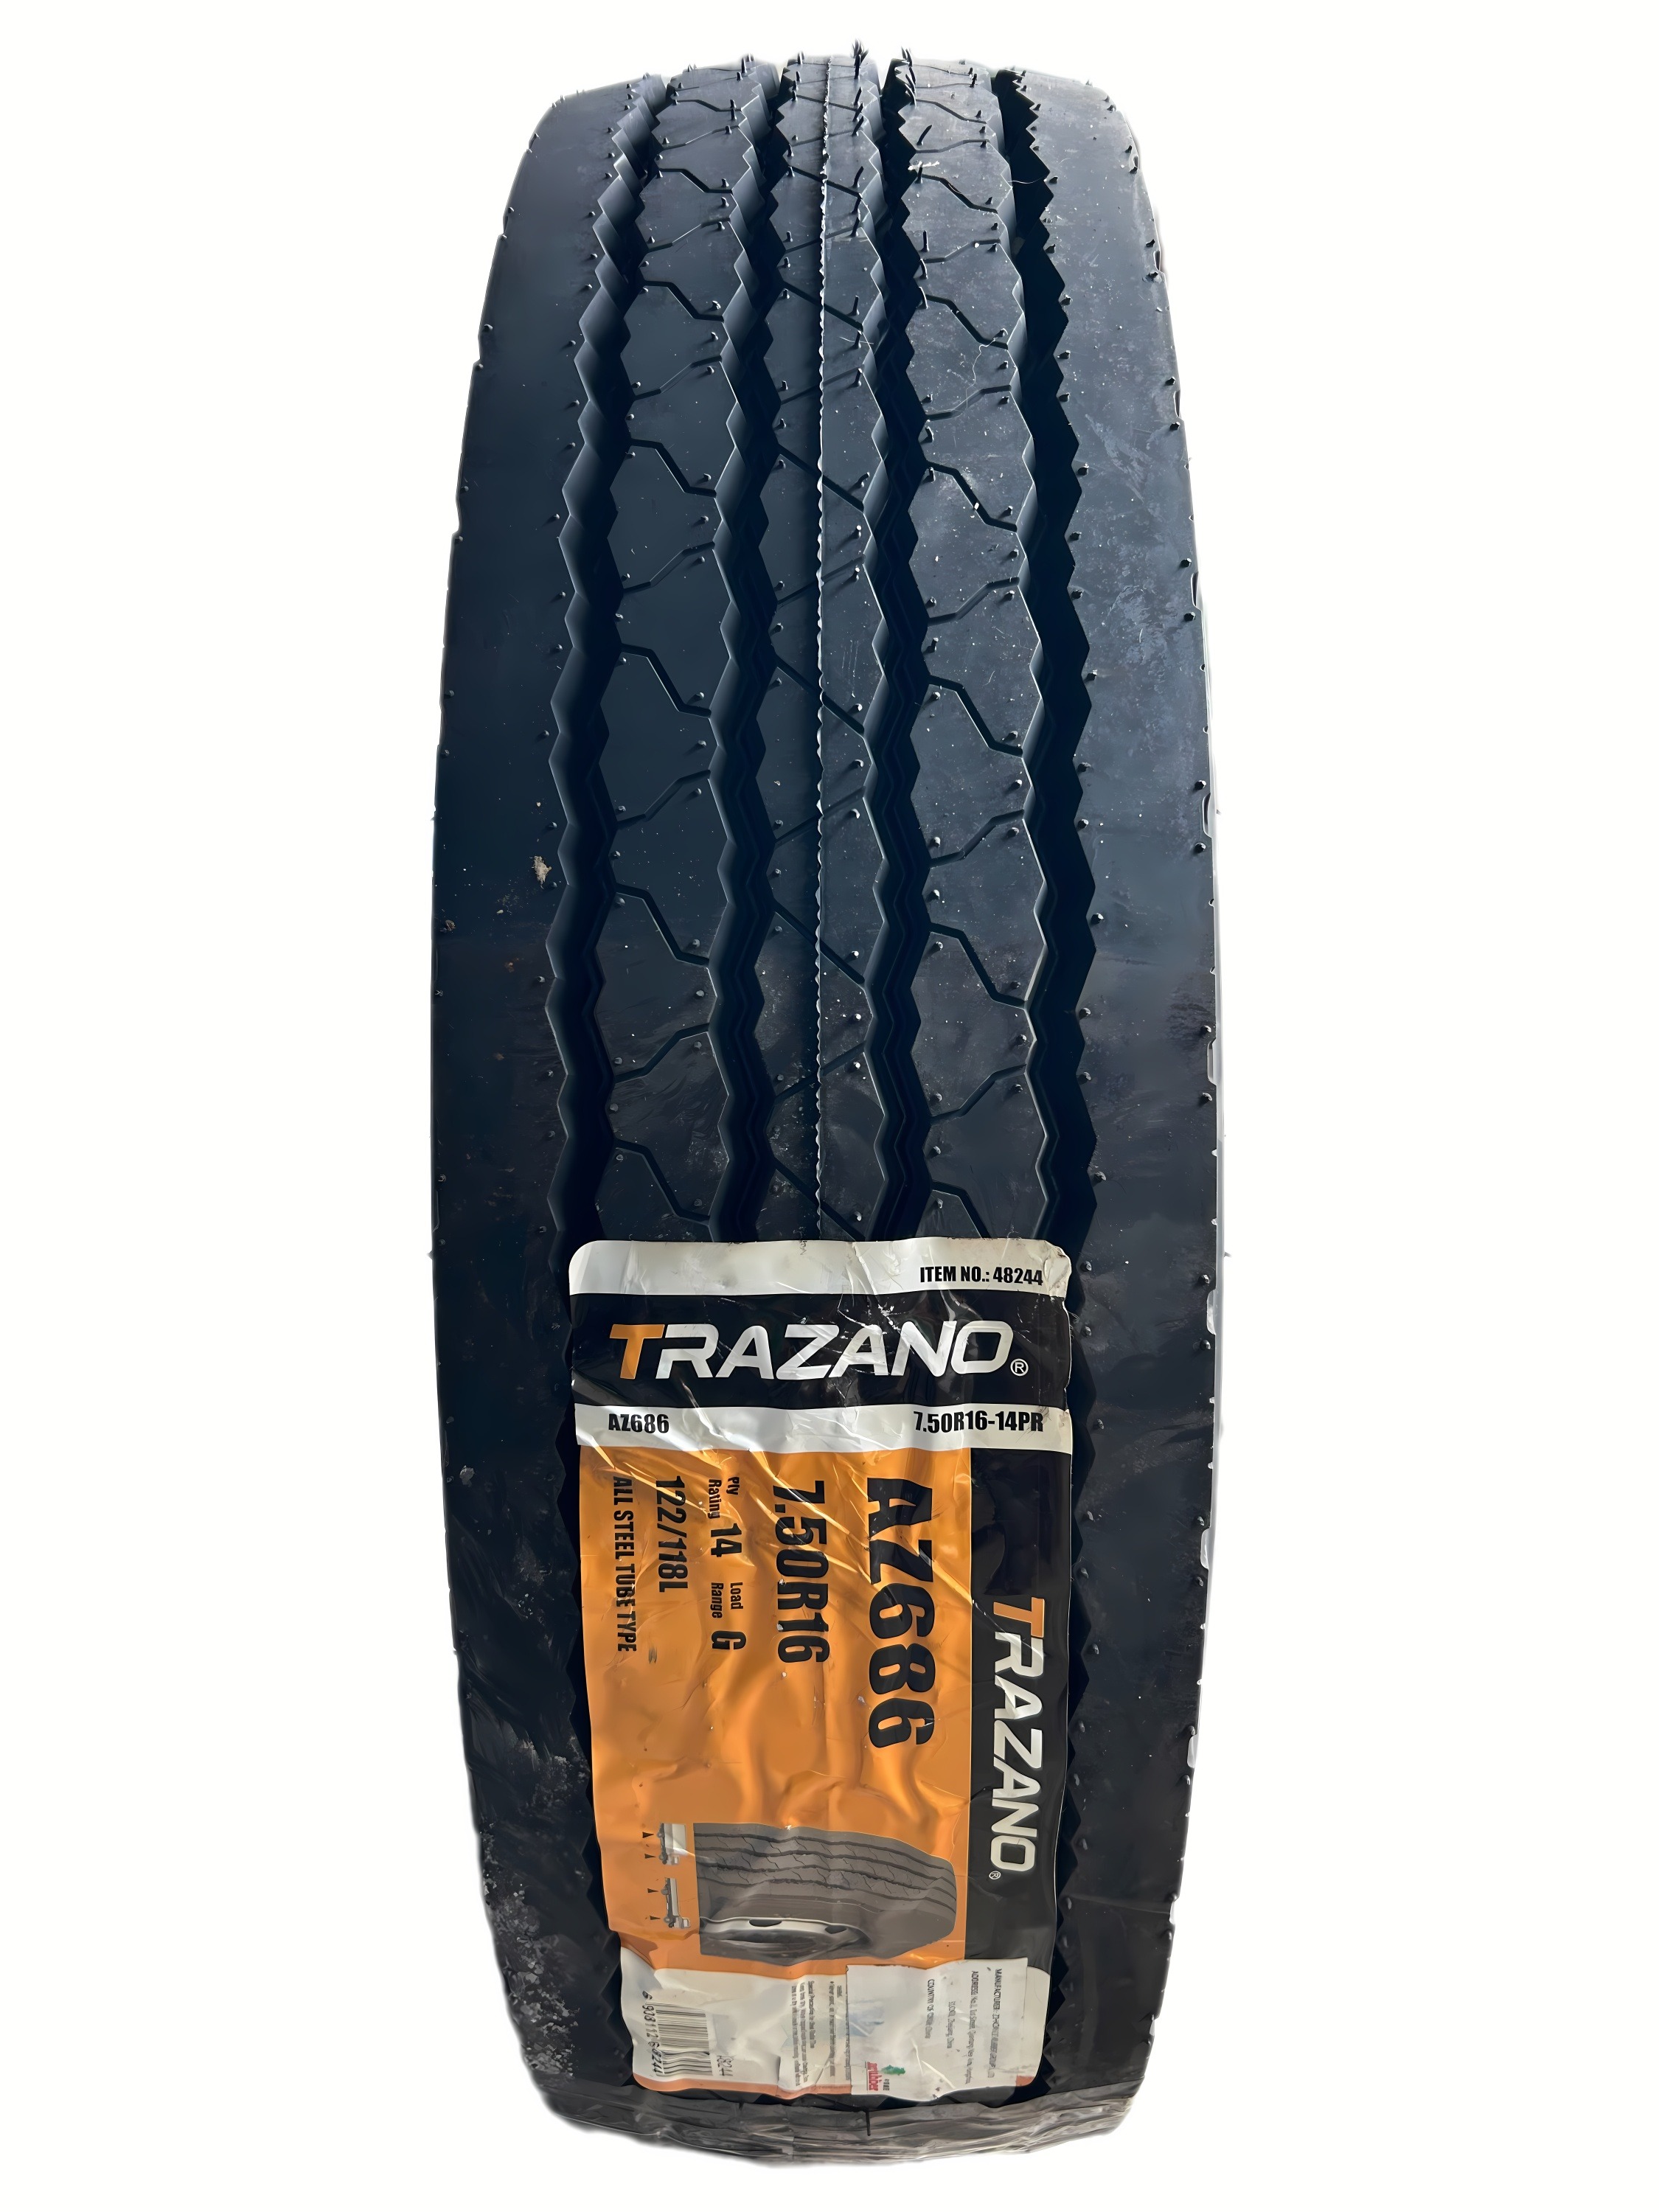 ITEM NO.: 48244
TRAZANO®
AZ686 7.50R16-14PR
TRAZANO®
AZ686
7.50R16
Ply Rating 14 Load Range G
122/118L
ALL STEEL TUBE TYPE
48244